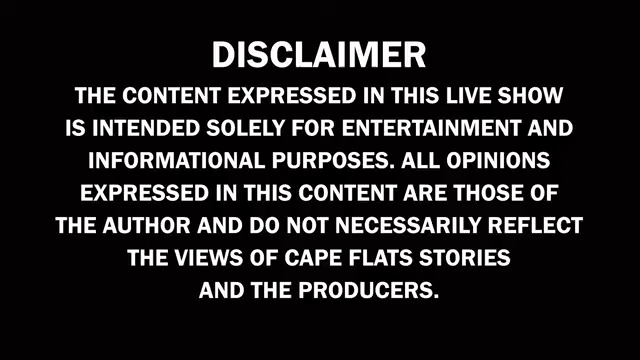 DISCLAIMER
THE CONTENT EXPRESSED IN THIS LIVE SHOW
IS INTENDED SOLELY FOR ENTERTAINMENT AND
INFORMATIONAL PURPOSES. ALL OPINIONS
EXPRESSED IN THIS CONTENT ARE THOSE OF
THE AUTHOR AND DO NOT NECESSARILY REFLECT
THE VIEWS OF CAPE FLATS STORIES
AND THE PRODUCERS.